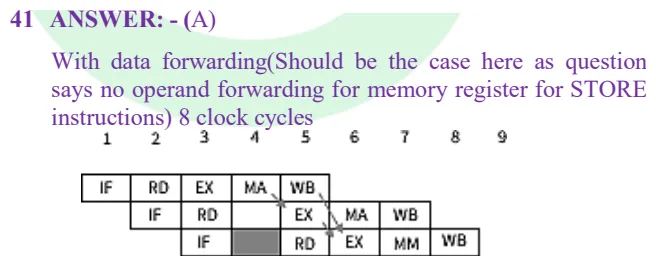 41 ANSWER: - (A)
With data forwarding(Should be the case here as question
says no operand forwarding for memory register for STORE
instructions) 8 clock cycles
1 2 3 4 5 6 7 8 9
IF RD EX MA WB
IF RD EX MA WB
IF RD EX MM WB